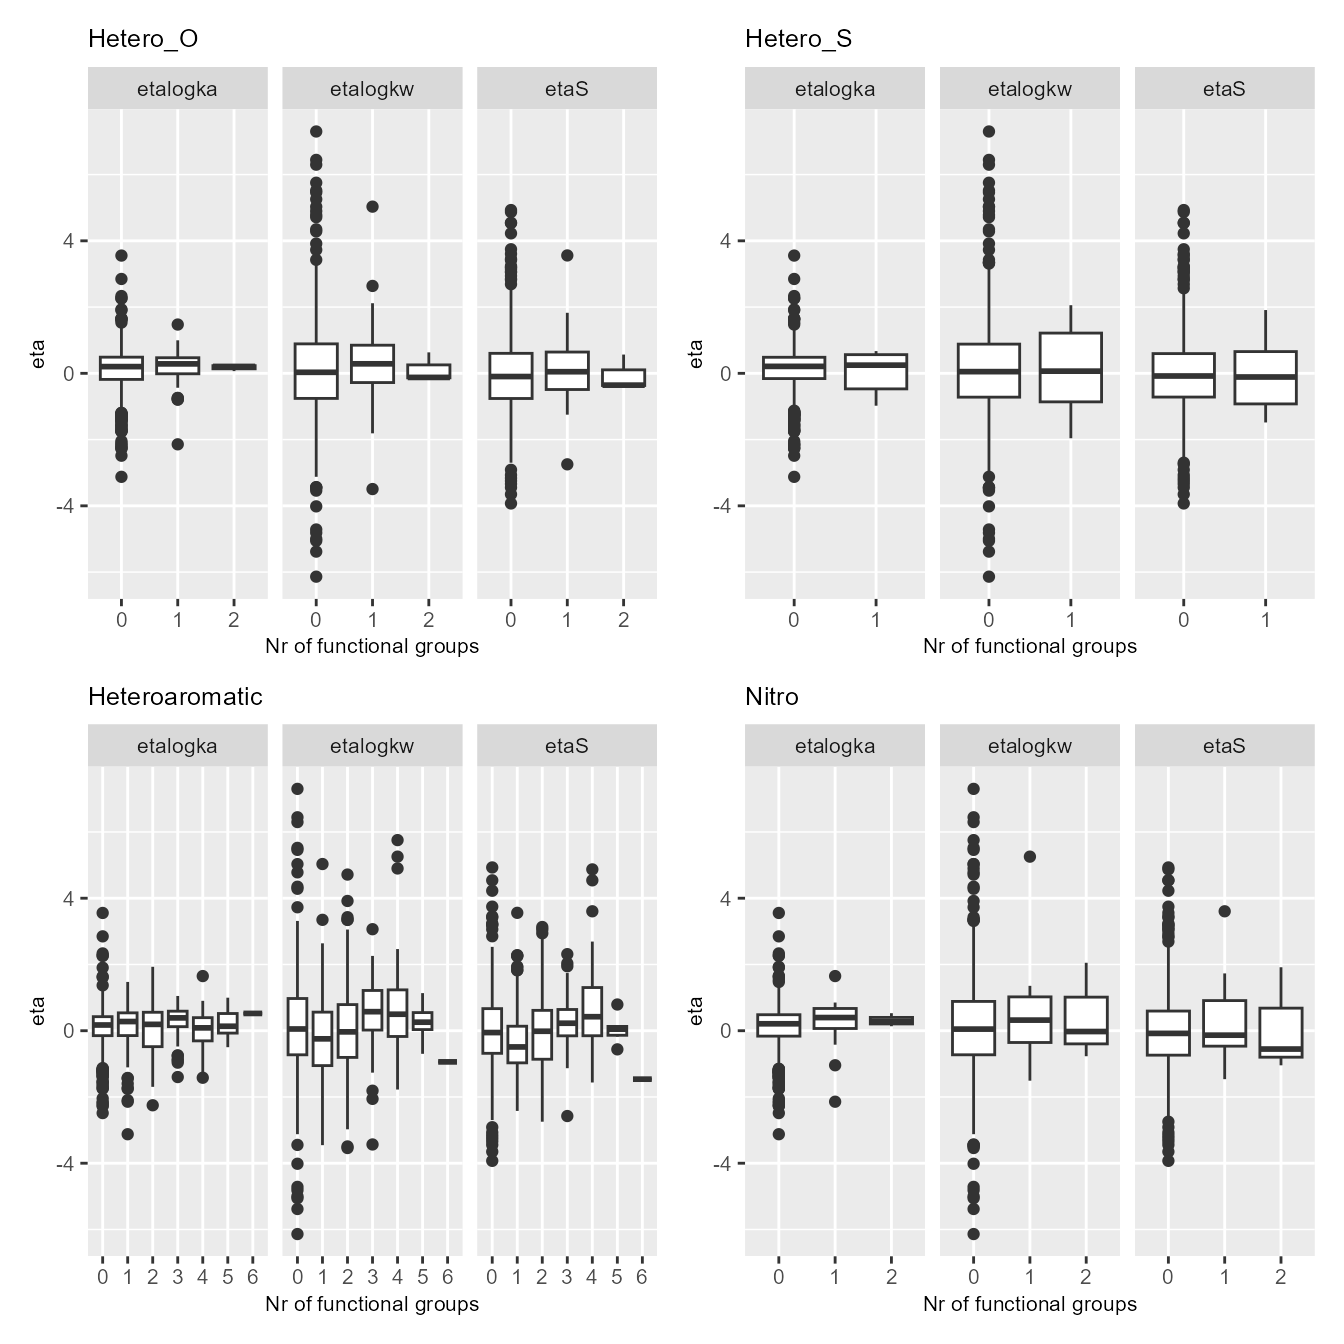 Hetero_O
Hetero_S
etalogka etalogkw etaS
etalogka etalogkw etaS
eta
4
0
-4
0 1 2 0 1 2 0 1 2
Nr of functional groups
eta
4
0
-4
0 1 0 1 0 1
Nr of functional groups
Heteroaromatic
Nitro
etalogka etalogkw etaS
etalogka etalogkw etaS
eta
4
0
-4
0 1 2 3 4 5 6 0 1 2 3 4 5 6 0 1 2 3 4 5 6
Nr of functional groups
eta
4
0
-4
0 1 2 0 1 2 0 1 2
Nr of functional groups